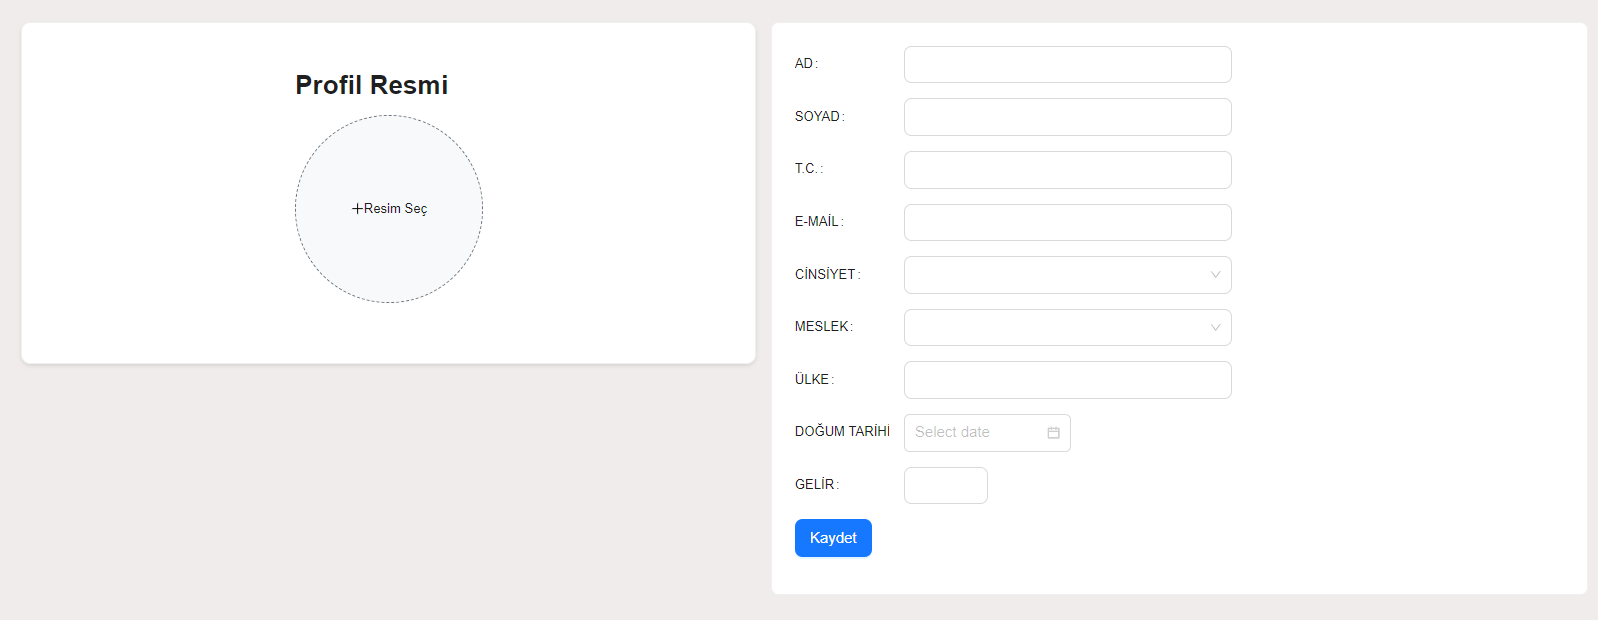 Profil Resmi
+Resim Seç
AD :
SOYAD :
T.C. :
E-MAİL :
CİNSİYET :
MESLEK :
ÜLKE :
DOĞUM TARİHİ
Select date
GELİR :
Kaydet